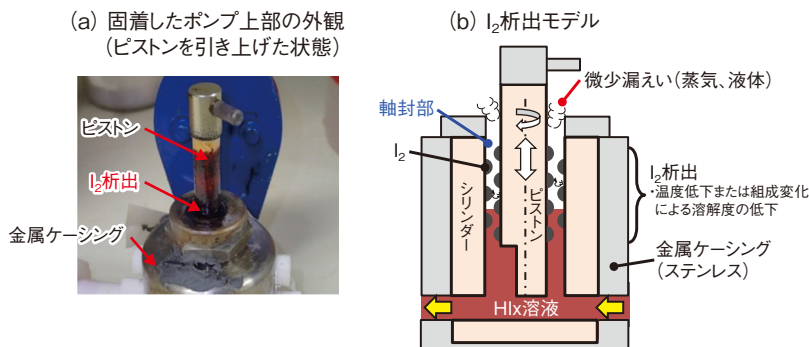 (a) 固着したポンプ上部の外観
(ピストンを引き上げた状態)
ピストン
I₂析出
金属ケーシング
(b) I₂析出モデル
微少漏えい(蒸気、液体)
軸封部
I₂
シリンダー
ピストン
I₂析出
・温度低下または組成変化
による溶解度の低下
金属ケーシング
(ステンレス)
HIx溶液